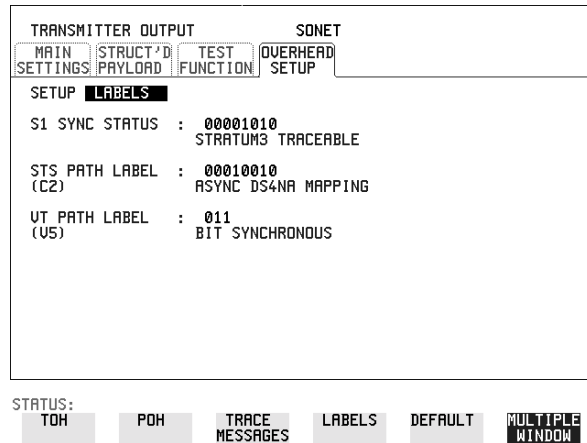 TRANSMITTER OUTPUT SONET
MAIN SETTINGS STRUCT'D PAYLOAD TEST FUNCTION OVERHEAD SETUP
SETUP LABELS
S1 SYNC STATUS : 00001010
STRATUM3 TRACEABLE
STS PATH LABEL : 00010010
(C2) ASYNC DS4NA MAPPING
VT PATH LABEL : 011
(V5) BIT SYNCHRONOUS
STATUS:
TOH POH TRACE MESSAGES LABELS DEFAULT MULTIPLE WINDOW